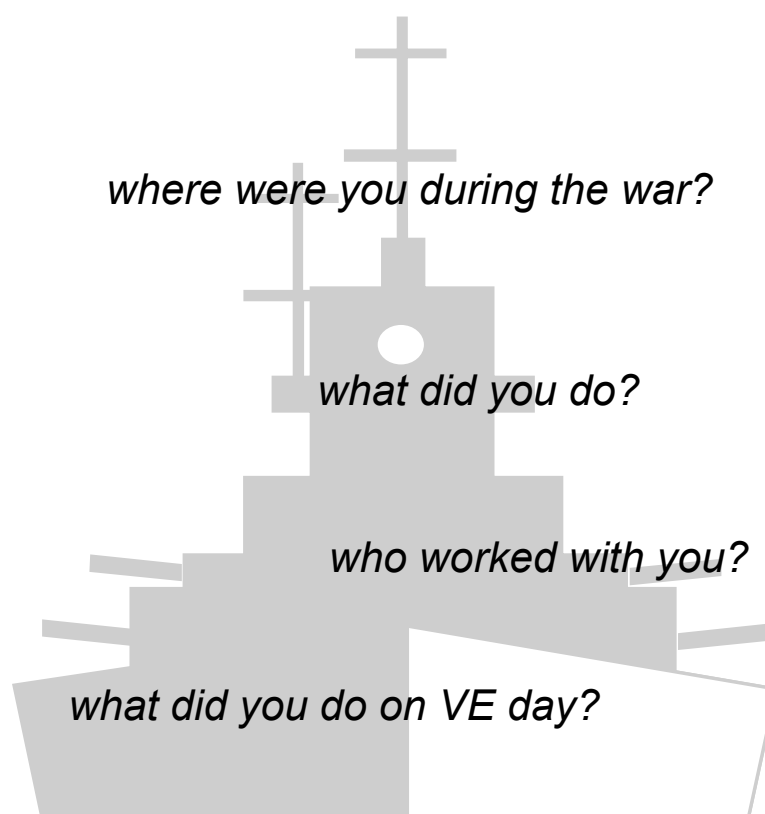 where were you during the war?
what did you do?
who worked with you?
what did you do on VE day?